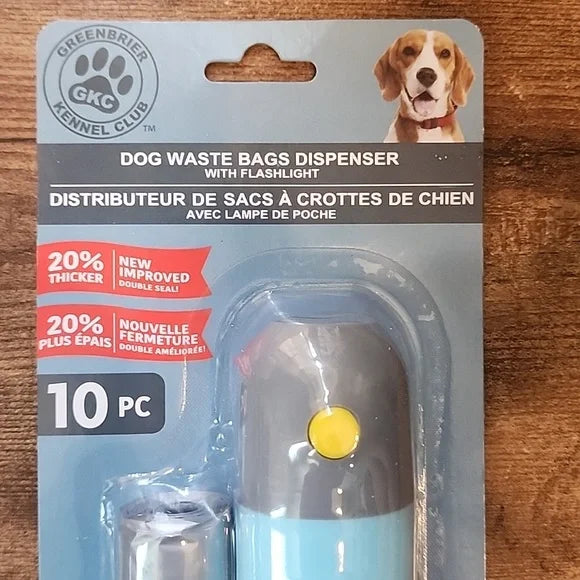 GREENBRIER
GKC
KENNEL CLUB
TM
DOG WASTE BAGS DISPENSER
WITH FLASHLIGHT
DISTRIBUTEUR DE SACS À CROTTES DE CHIEN
AVEC LAMPE DE POCHE
20%
THICKER
NEW
IMPROVED
DOUBLE SEAL!
20%
PLUS ÉPAIS
NOUVELLE
FERMETURE
DOUBLE AMÉLIORÉE!
10 PC